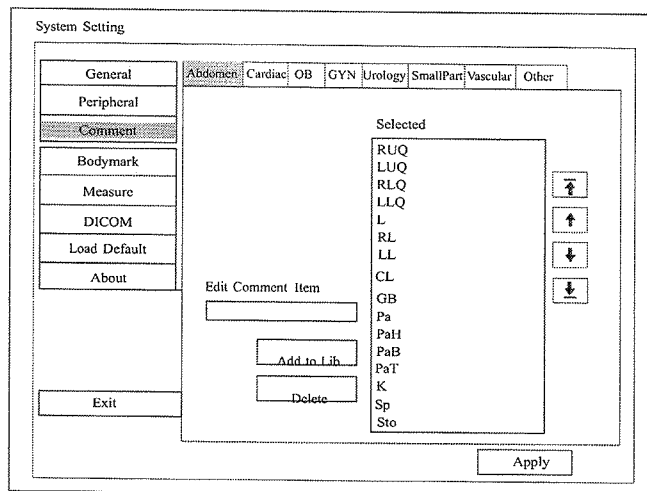 System Setting
General
Peripheral
Comment
Bodymark
Measure
DICOM
Load Default
About
Exit
Abdomen Cardiac OB GYN Urology SmallPart Vascular Other
Selected
RUQ
LUQ
RLQ
LLQ
L
RL
LL
CL
GB
Pa
PaH
PaB
PaT
K
Sp
Sto
Edit Comment Item
Add to Lib
Delete
Apply